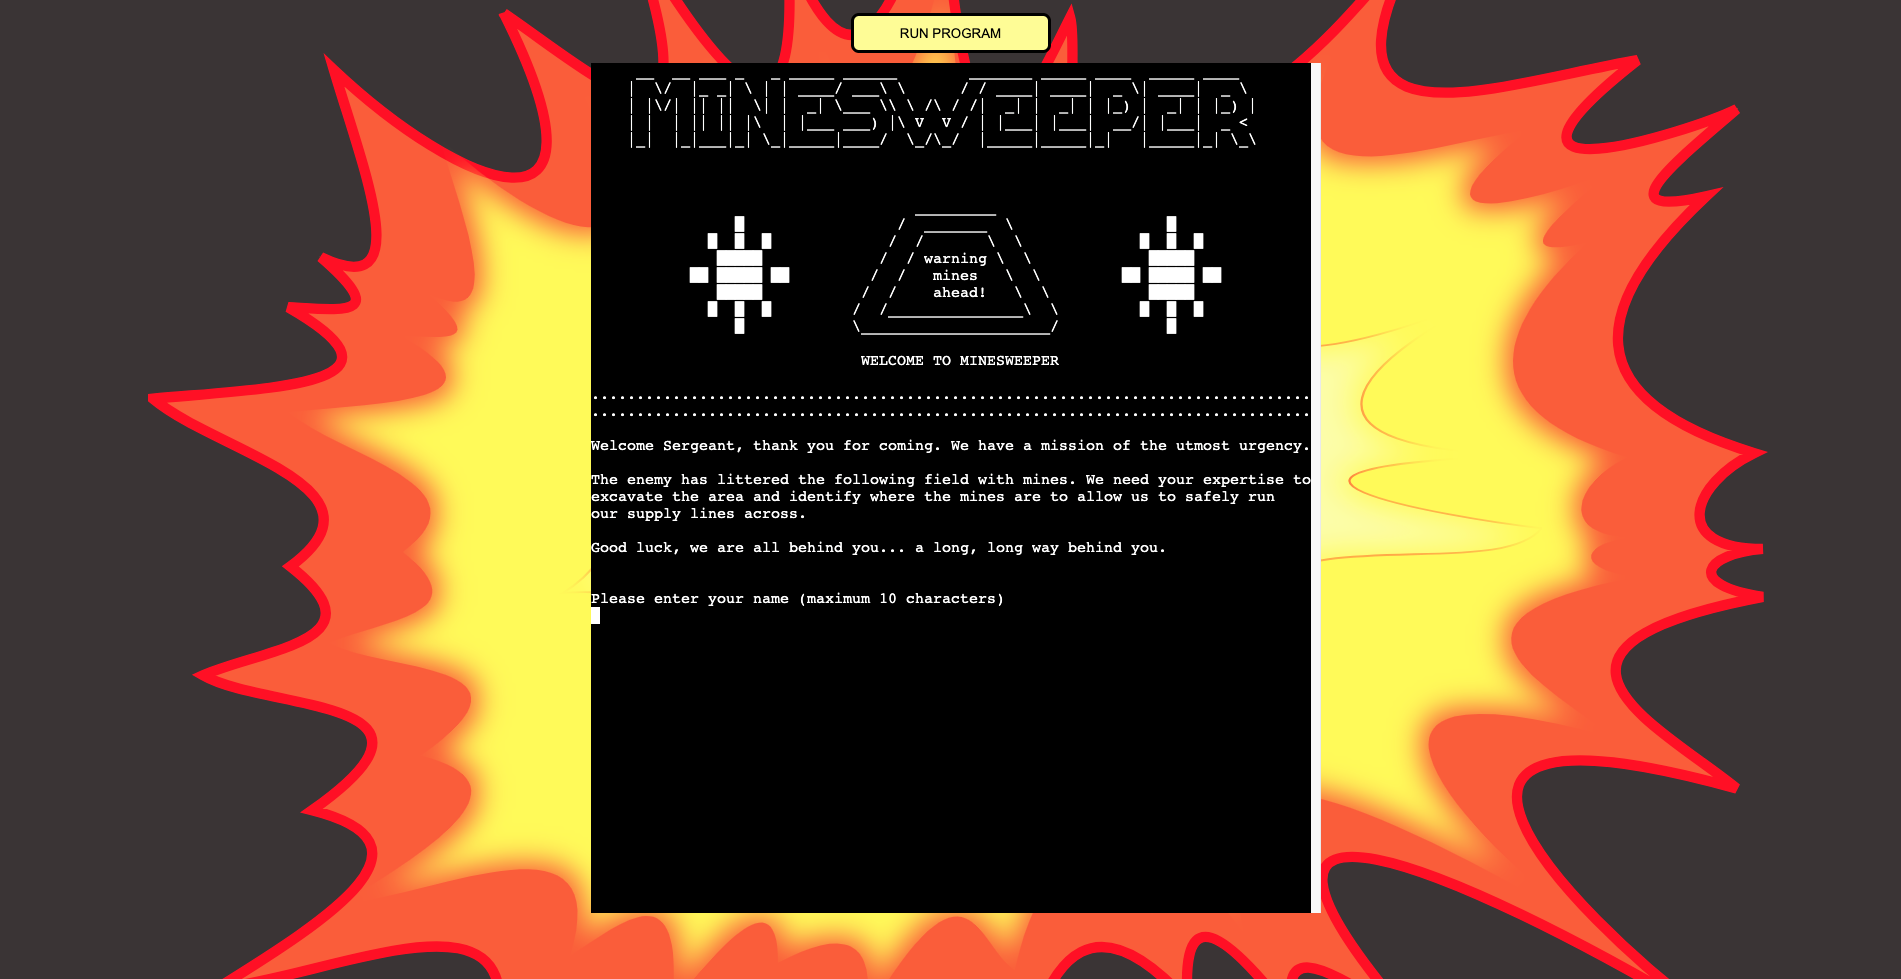 RUN PROGRAM
MINESWEEPER
warning
mines
ahead!
WELCOME TO MINESWEEPER
Welcome Sergeant, thank you for coming. We have a mission of the utmost urgency.
The enemy has littered the following field with mines. We need your expertise to
excavate the area and identify where the mines are to allow us to safely run
our supply lines across.
Good luck, we are all behind you... a long, long way behind you.
Please enter your name (maximum 10 characters)